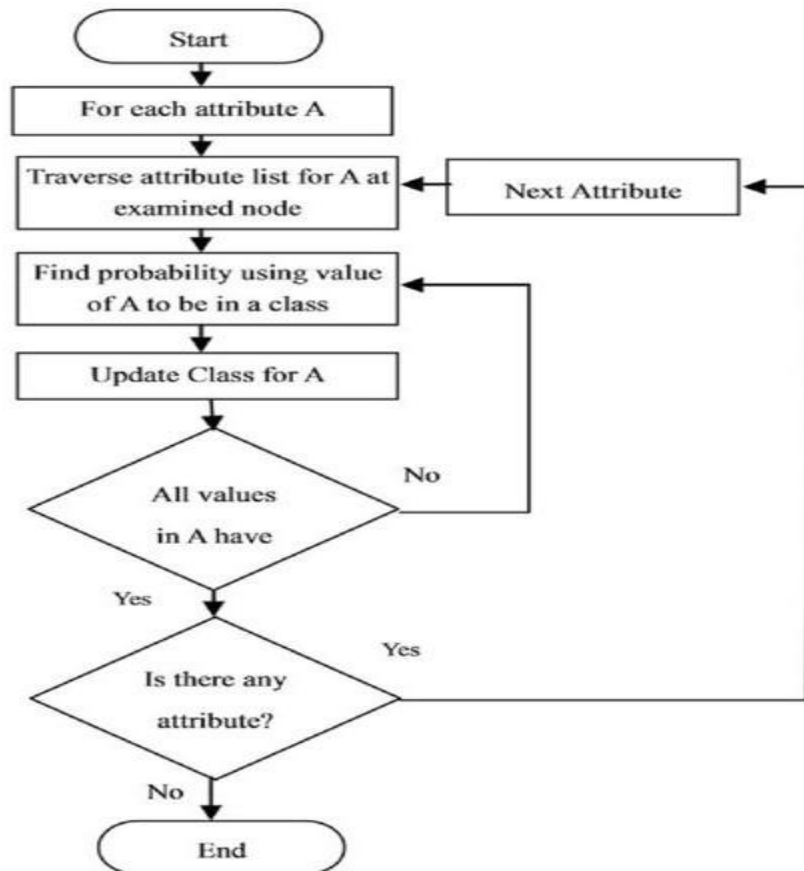 Start
For each attribute A
Traverse attribute list for A at
examined node
Next Attribute
Find probability using value
of A to be in a class
Update Class for A
All values
in A have
No
Yes
Is there any
attribute?
Yes
No
End